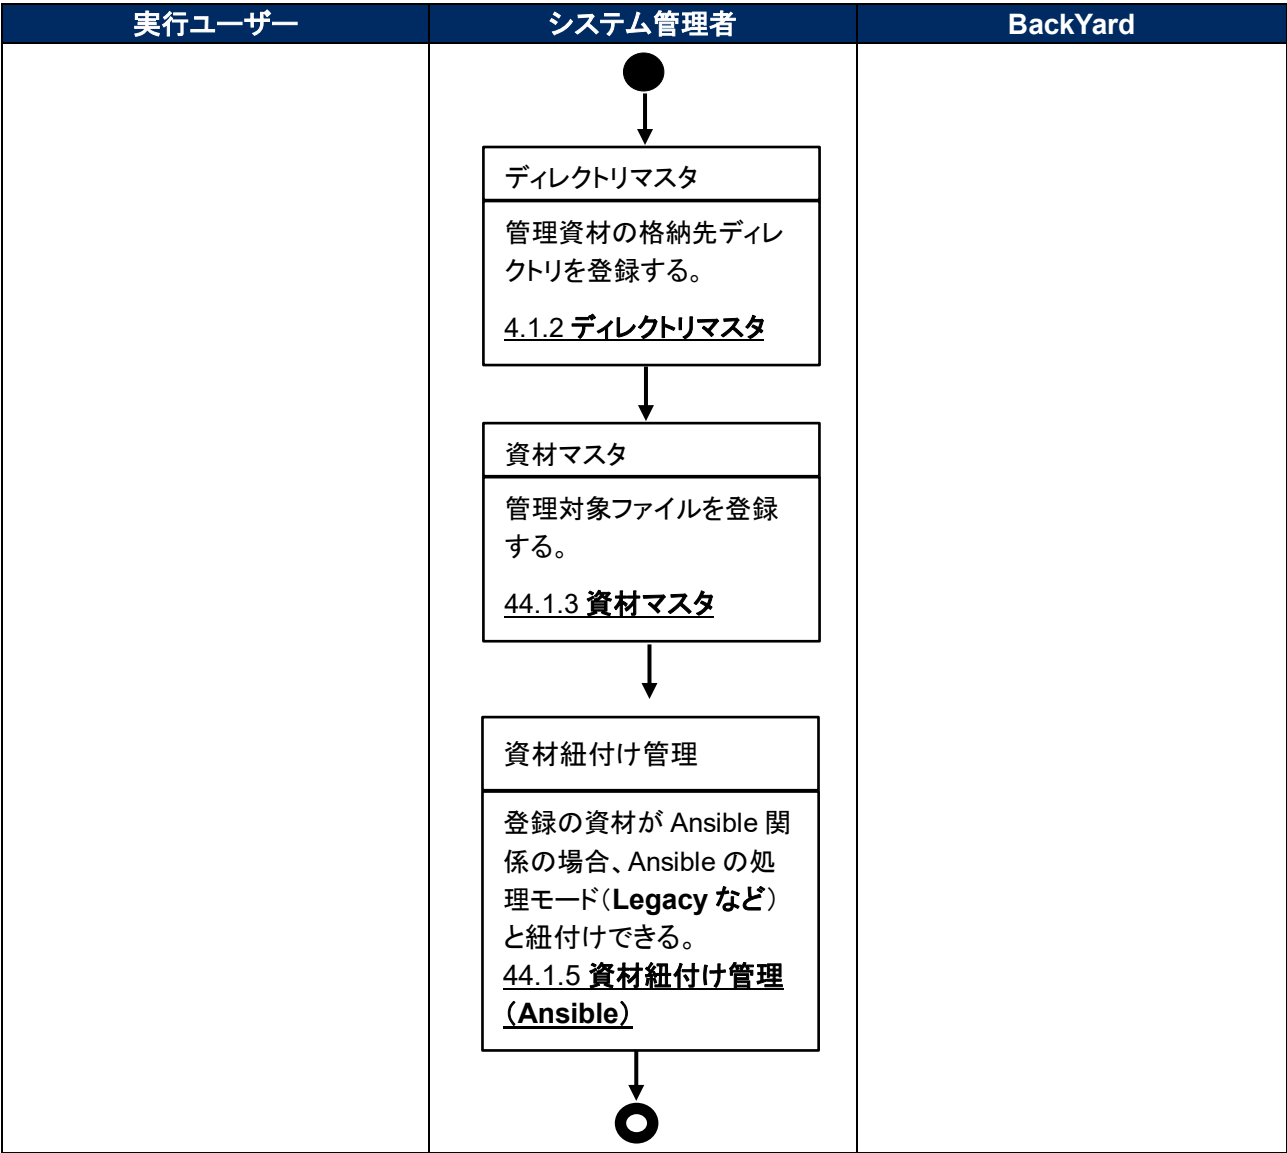 実行ユーザー
システム管理者
BackYard
ディレクトリマスタ
管理資材の格納先ディレ
クトリを登録する。
4.1.2 ディレクトリマスタ
資材マスタ
管理対象ファイルを登録
する。
44.1.3 資材マスタ
資材紐付け管理
登録の資材が Ansible 関
係の場合、Ansible の処
理モード（Legacy など）
と紐付けできる。
44.1.5 資材紐付け管理
（Ansible）